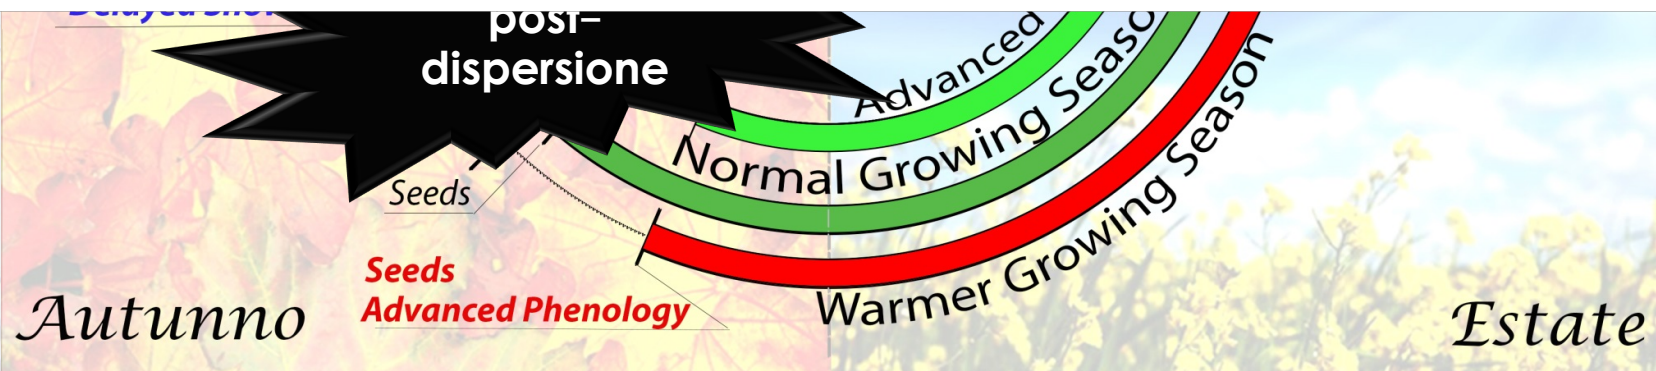 post–
dispersione
Advanced
Normal Growing Seaso
Warmer Growing Season
Seeds
Seeds
Advanced Phenology
Autunno
Estate